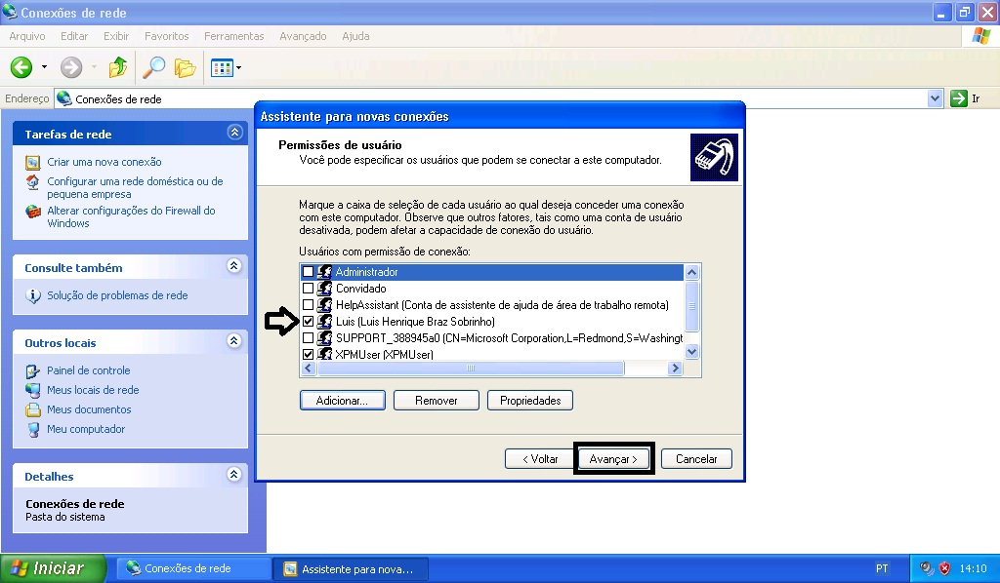 Conexões de rede
Arquivo Editar Exibir Favoritos Ferramentas Avançado Ajuda
Endereço Conexões de rede Ir
Tarefas de rede
Criar uma nova conexão
Configurar uma rede doméstica ou de
pequena empresa
Alterar configurações do Firewall do
Windows
Consulte também
Solução de problemas de rede
Outros locais
Painel de controle
Meus locais de rede
Meus documentos
Meu computador
Detalhes
Conexões de rede
Pasta do sistema
Assistente para novas conexões
Permissões de usuário
Você pode especificar os usuários que podem se conectar a este computador.
Marque a caixa de seleção de cada usuário ao qual deseja conceder uma conexão
com este computador. Observe que outros fatores, tais como uma conta de usuário
desativada, podem afetar a capacidade de conexão do usuário.
Usuários com permissão de conexão:
Administrador
Convidado
HelpAssistant (Conta de assistente de ajuda de área de trabalho remota)
Luis (Luis Henrique Braz Sobrinho)
SUPPORT_388945a0 (CN=Microsoft Corporation,L=Redmond,S=Washingt
XPMUser (XPMUser)
Adicionar... Remover Propriedades
< Voltar Avançar > Cancelar
Iniciar Conexões de rede Assistente para nova... PT 14:10